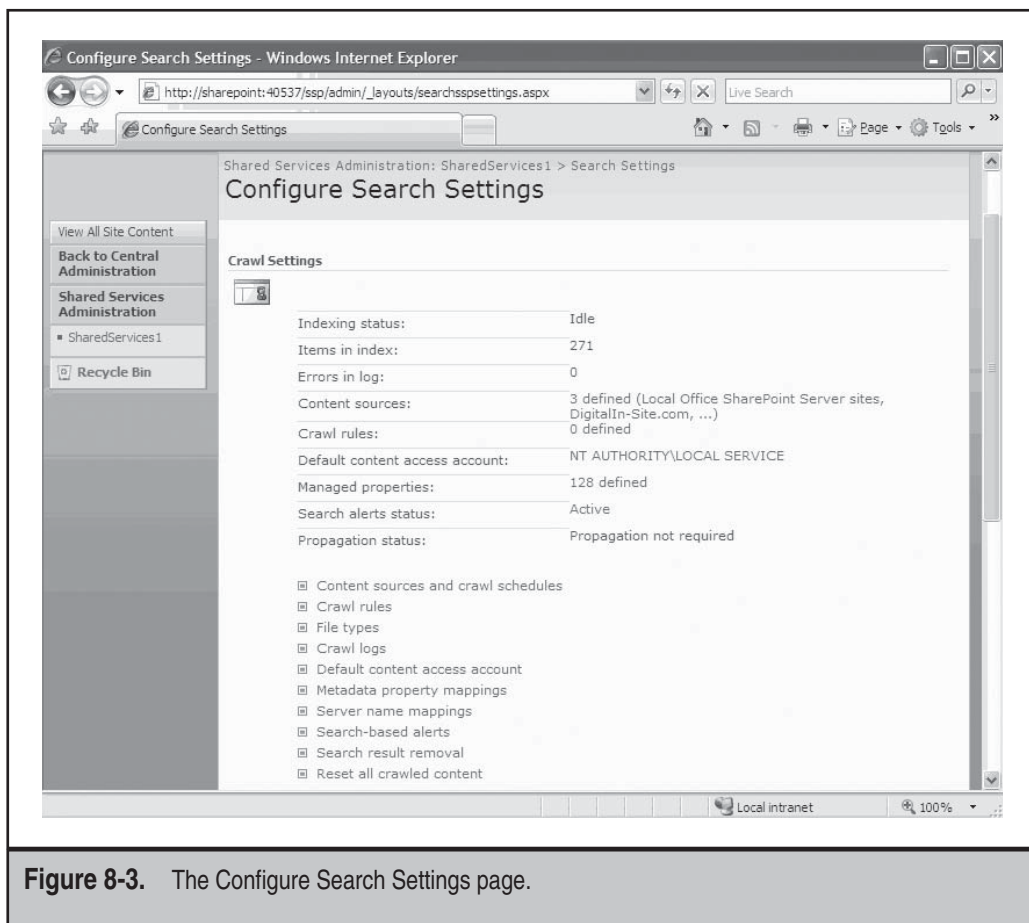 Configure Search Settings - Windows Internet Explorer
http://sharepoint:40537/ssp/admin/_layouts/searchsspsettings.aspx
Live Search
Configure Search Settings
Page
Tools
»
Shared Services Administration: SharedServices1 > Search Settings
Configure Search Settings
View All Site Content
Back to Central
Administration
Shared Services
Administration
SharedServices1
Recycle Bin
Crawl Settings
Indexing status: Idle
Items in index: 271
Errors in log: 0
Content sources: 3 defined (Local Office SharePoint Server sites,
DigitalIn-Site.com, ...)
Crawl rules: 0 defined
Default content access account: NT AUTHORITY\LOCAL SERVICE
Managed properties: 128 defined
Search alerts status: Active
Propagation status: Propagation not required
Content sources and crawl schedules
Crawl rules
File types
Crawl logs
Default content access account
Metadata property mappings
Server name mappings
Search-based alerts
Search result removal
Reset all crawled content
Local intranet
100%
Figure 8-3. The Configure Search Settings page.